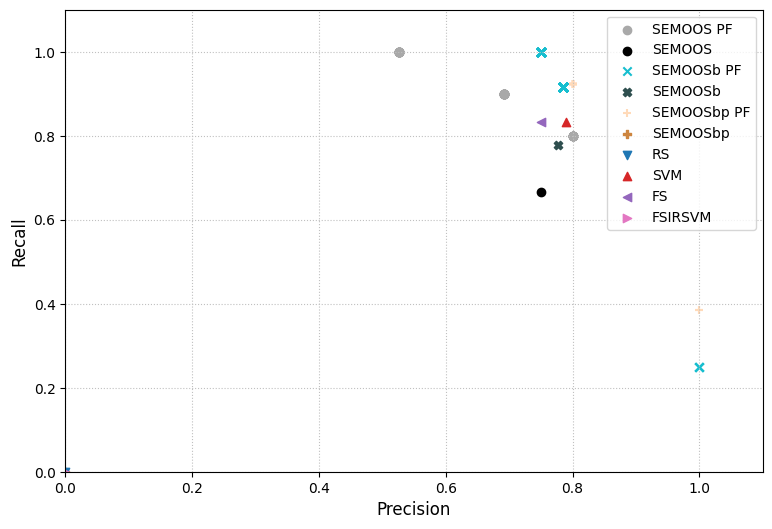 SEMOOS PF
SEMOOS
SEMOOSb PF
SEMOOSb
SEMOOSbp PF
SEMOOSbp
RS
SVM
FS
FSIRSVM
1.0
0.8
0.6
0.4
0.2
0.0
Recall
0.0 0.2 0.4 0.6 0.8 1.0
Precision